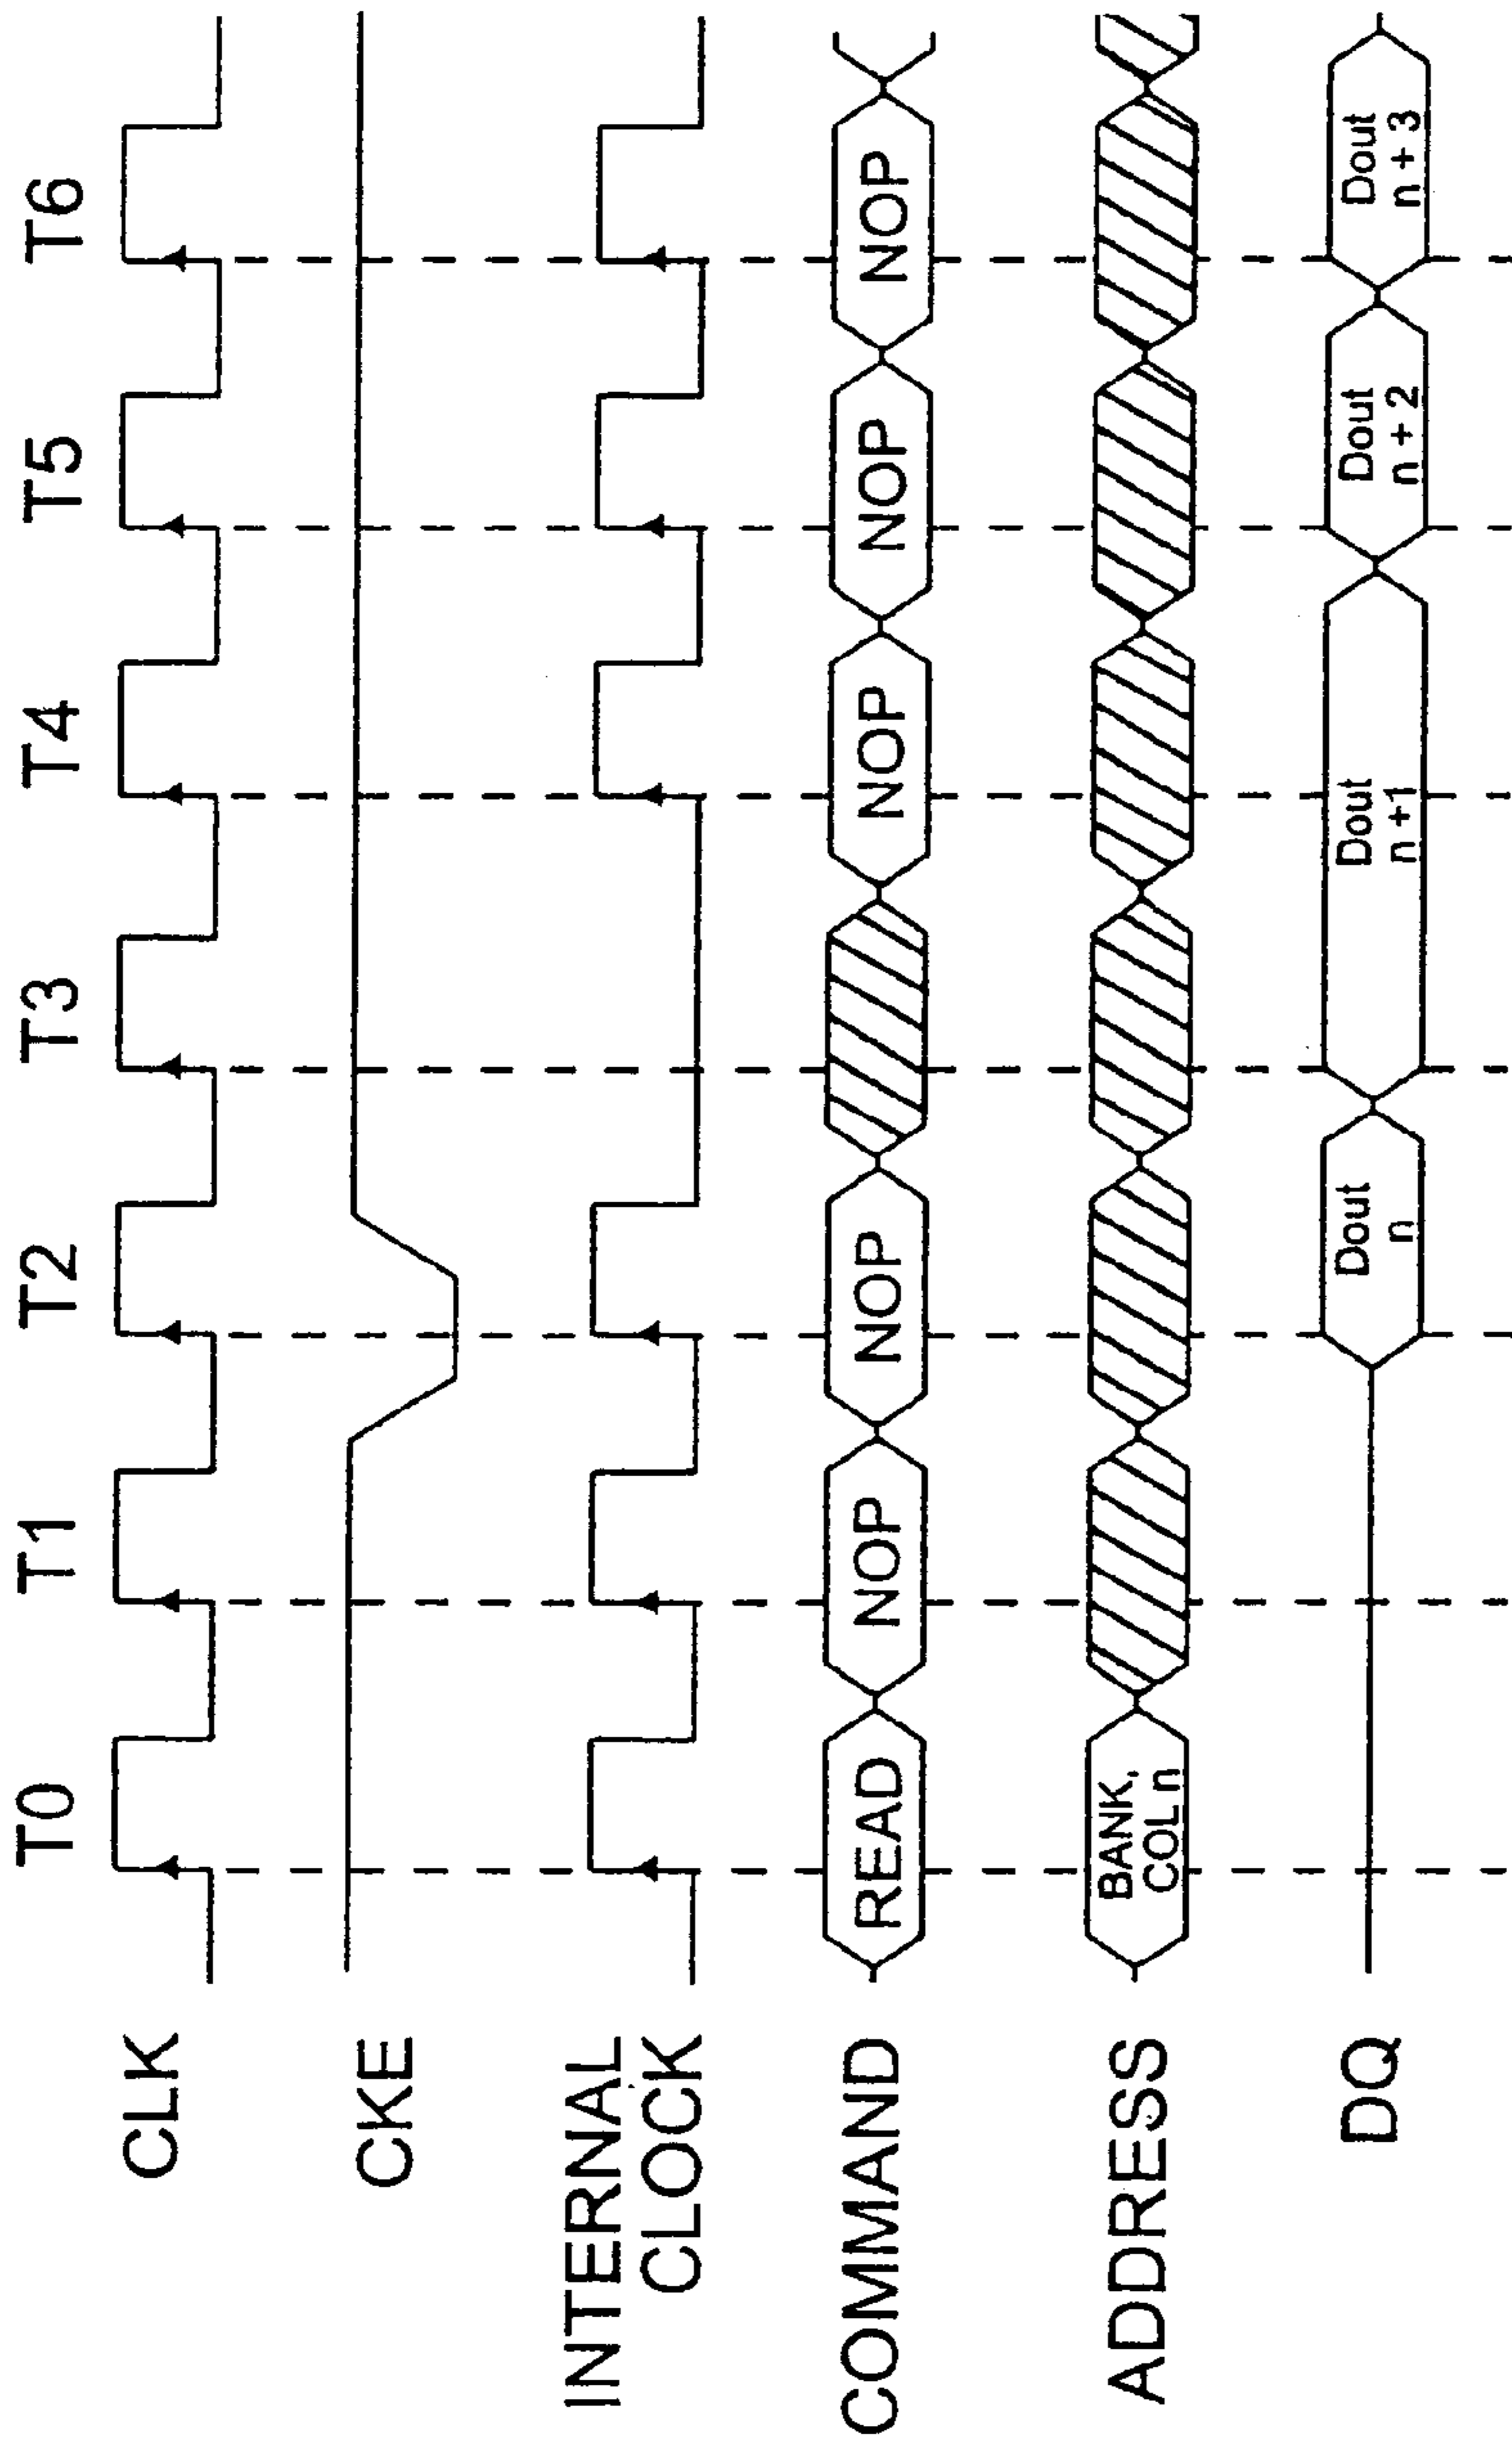 T0 T1 T2 T3 T4 T5 T6
CLK
CKE
INTERNAL
CLOCK
COMMAND READ NOP NOP NOP NOP NOP
ADDRESS BANK,
COL n
DQ Dout
n Dout
n +1 Dout
n + 2 Dout
n + 3